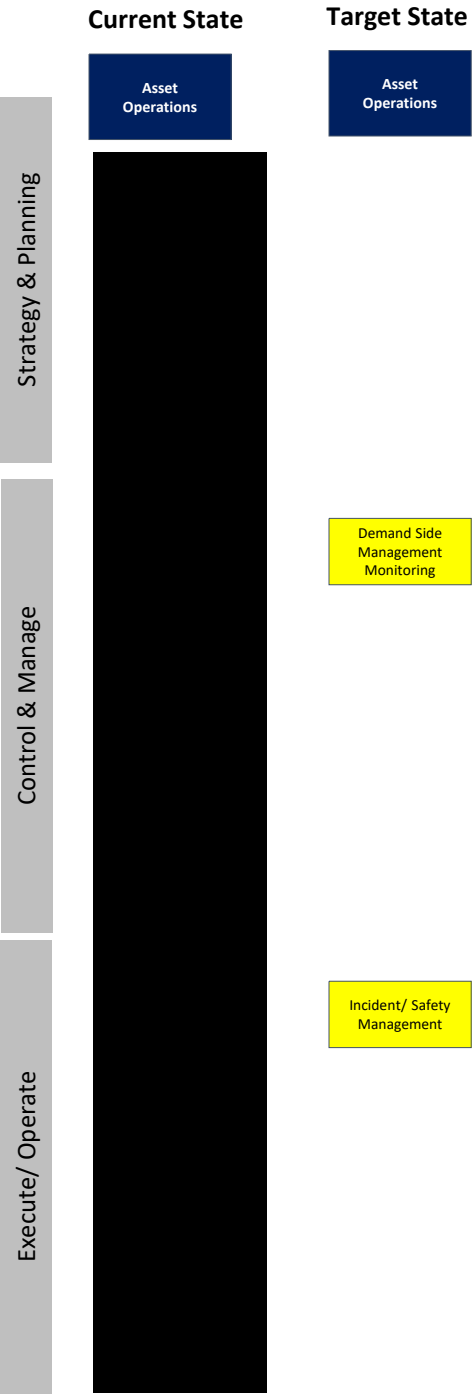 Current State
Target State
Asset
Operations
Asset
Operations
Strategy & Planning
Demand Side
Management
Monitoring
Control & Manage
Incident/ Safety
Management
Execute/ Operate